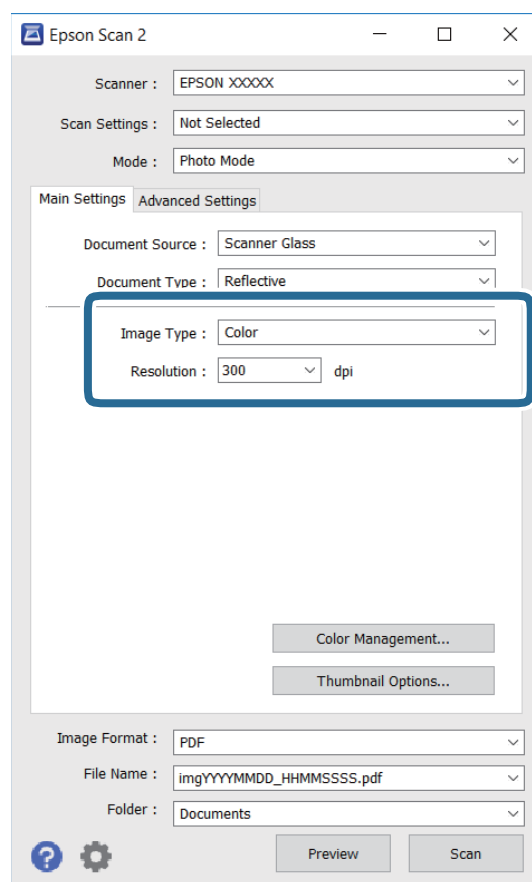 Epson Scan 2
Scanner : EPSON XXXXX
Scan Settings : Not Selected
Mode : Photo Mode
Main Settings Advanced Settings
Document Source : Scanner Glass
Document Type : Reflective
Image Type : Color
Resolution : 300 dpi
Color Management...
Thumbnail Options...
Image Format : PDF
File Name : imgYYYYMMDD_HHMMSSSS.pdf
Folder : Documents
? Preview Scan